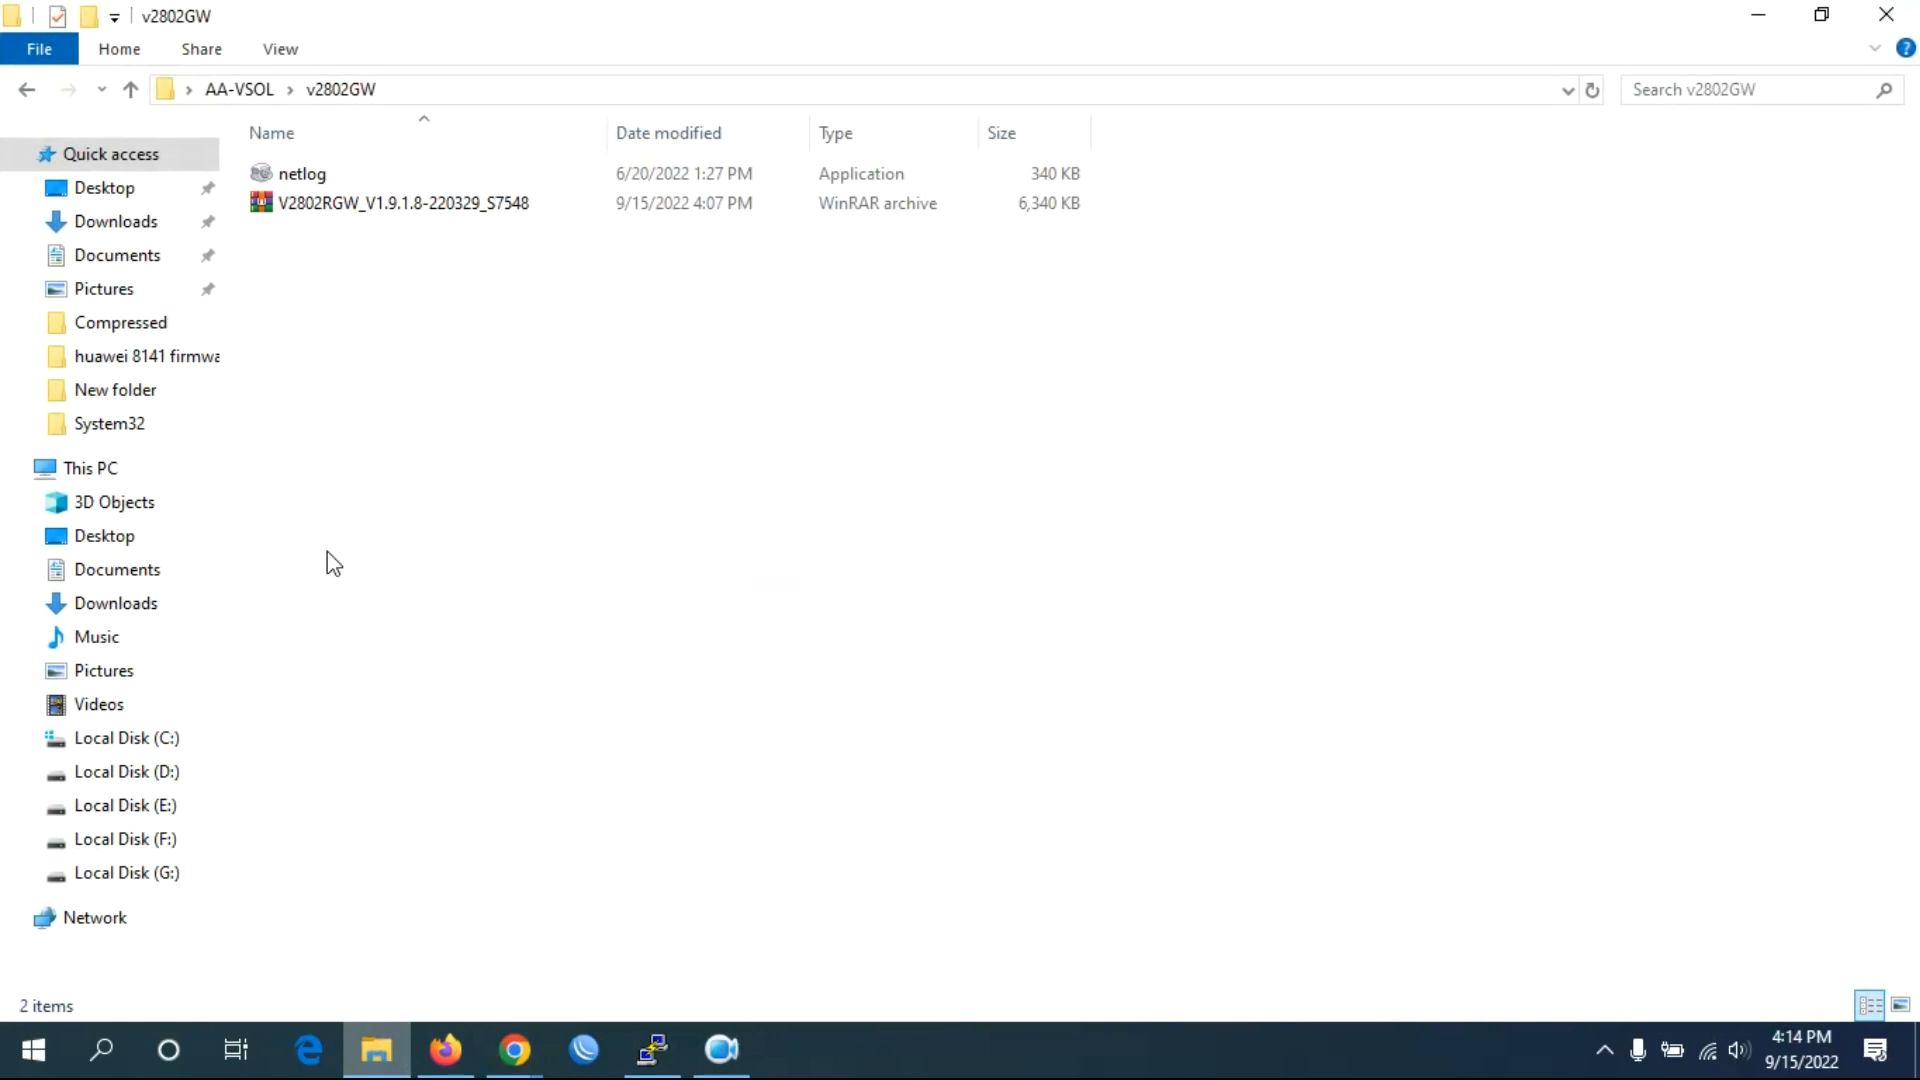 v2802GW
File Home Share View
AA-VSOL v2802GW
Search v2802GW
Name Date modified Type Size
netlog 6/20/2022 1:27 PM Application 340 KB
V2802RGW_V1.9.1.8-220329_S7548 9/15/2022 4:07 PM WinRAR archive 6,340 KB
Quick access
Desktop
Downloads
Documents
Pictures
Compressed
huawei 8141 firmwa
New folder
System32
This PC
3D Objects
Desktop
Documents
Downloads
Music
Pictures
Videos
Local Disk (C:)
Local Disk (D:)
Local Disk (E:)
Local Disk (F:)
Local Disk (G:)
Network
2 items
4:14 PM
9/15/2022